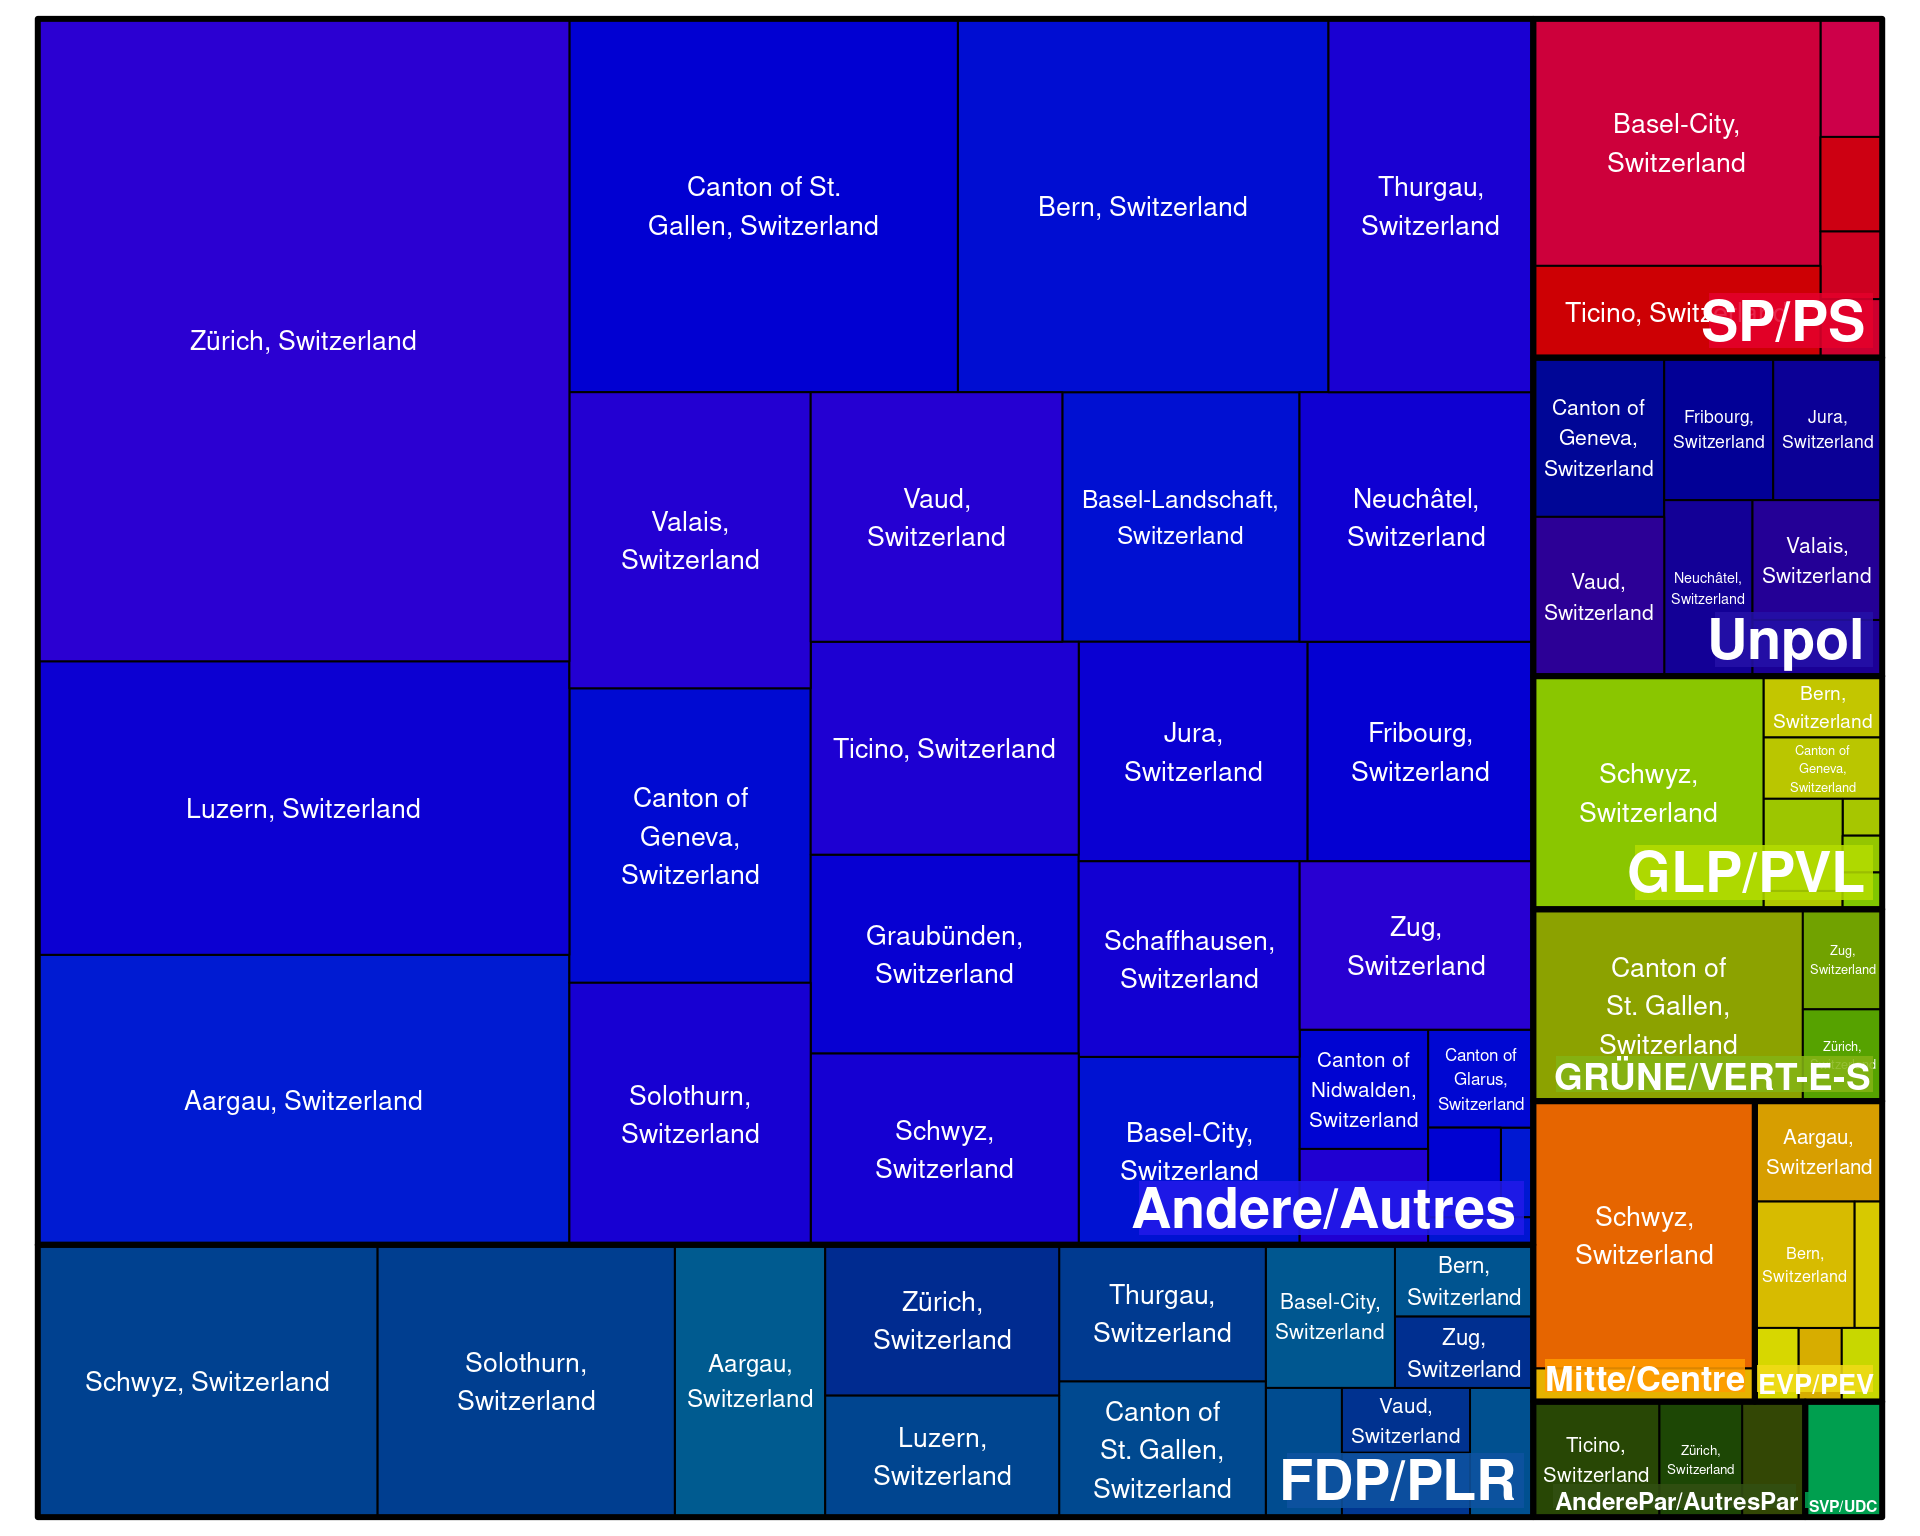 Zürich, Switzerland
Luzern, Switzerland
Aargau, Switzerland
Canton of St.
Gallen, Switzerland
Bern, Switzerland
Thurgau,
Switzerland
Valais,
Switzerland
Vaud,
Switzerland
Basel-Landschaft,
Switzerland
Neuchâtel,
Switzerland
Canton of
Geneva,
Switzerland
Ticino, Switzerland
Jura,
Switzerland
Fribourg,
Switzerland
Solothurn,
Switzerland
Graubünden,
Switzerland
Schaffhausen,
Switzerland
Zug,
Switzerland
Schwyz,
Switzerland
Basel-City,
Switzerland
Canton of
Nidwalden,
Switzerland
Canton of
Glarus,
Switzerland
Andere/Autres
Schwyz, Switzerland
Solothurn,
Switzerland
Aargau,
Switzerland
Zürich,
Switzerland
Luzern,
Switzerland
Thurgau,
Switzerland
Canton of
St. Gallen,
Switzerland
Basel-City,
Switzerland
Bern,
Switzerland
Zug,
Switzerland
Vaud,
Switzerland
FDP/PLR
Basel-City,
Switzerland
Ticino, Switzerland
SP/PS
Canton of
Geneva,
Switzerland
Fribourg,
Switzerland
Jura,
Switzerland
Vaud,
Switzerland
Neuchâtel,
Switzerland
Valais,
Switzerland
Unpol
Schwyz,
Switzerland
Bern,
Switzerland
Canton of
Geneva,
Switzerland
GLP/PVL
Canton of
St. Gallen,
Switzerland
Zug,
Switzerland
Zürich,
Switzerland
GRÜNE/VERT-E-S
Schwyz,
Switzerland
Mitte/Centre
Aargau,
Switzerland
Bern,
Switzerland
EVP/PEV
Ticino,
Switzerland
Zürich,
Switzerland
AnderePar/AutresPar
SVP/UDC